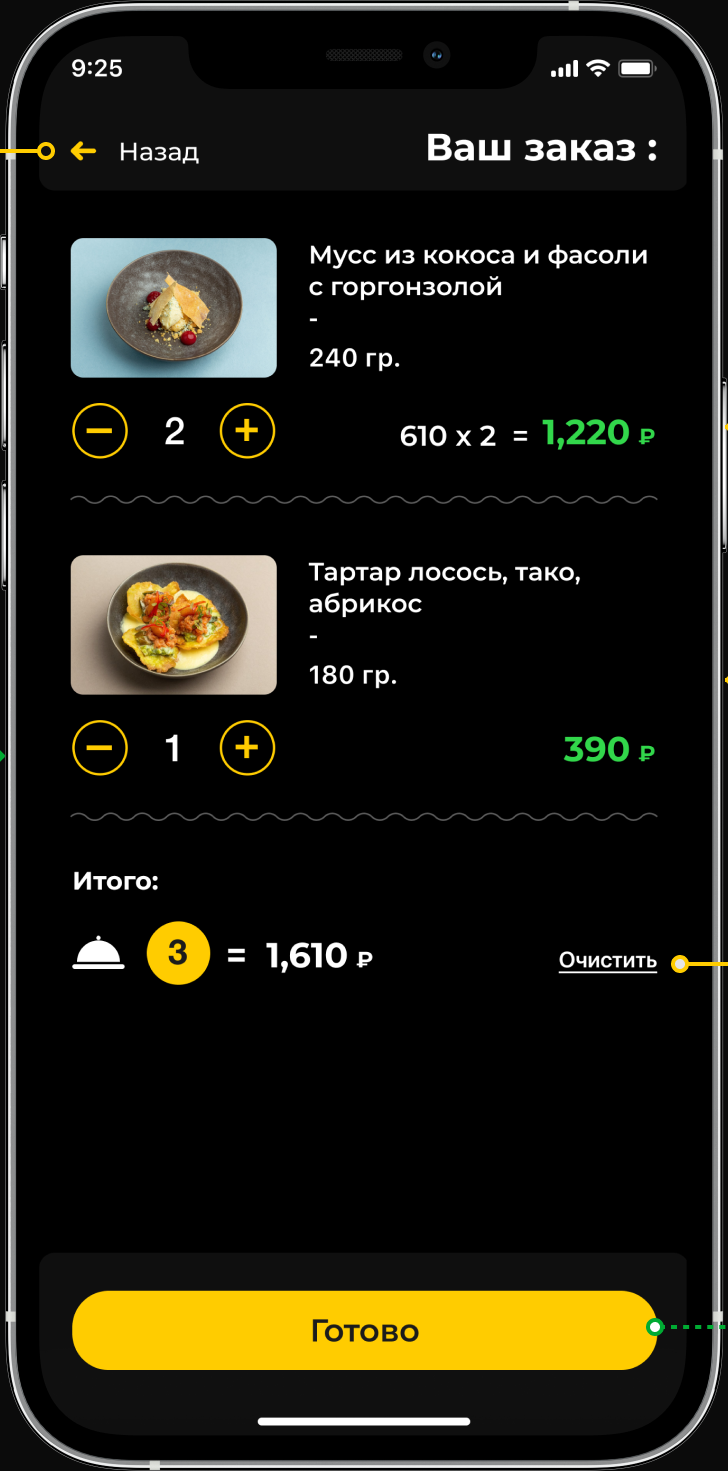 9:25
Назад
Ваш заказ :
Мусс из кокоса и фасоли
с горгонзолой
-
240 гр.
2
610 x 2 = 1,220 ₽
Тартар лосось, тако,
абрикос
-
180 гр.
1
390 ₽
Итого:
3 = 1,610 ₽
Очистить
Готово